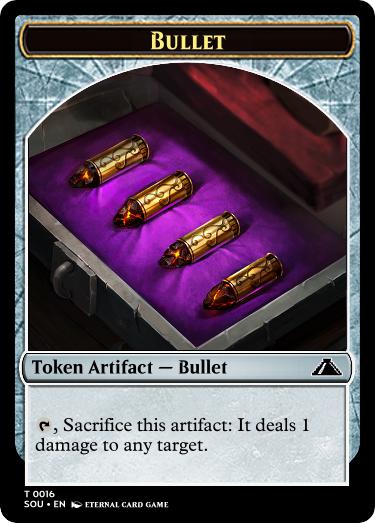 BULLET
Token Artifact — Bullet
, Sacrifice this artifact: It deals 1
damage to any target.
T 0016
SOU • EN ETERNAL CARD GAME